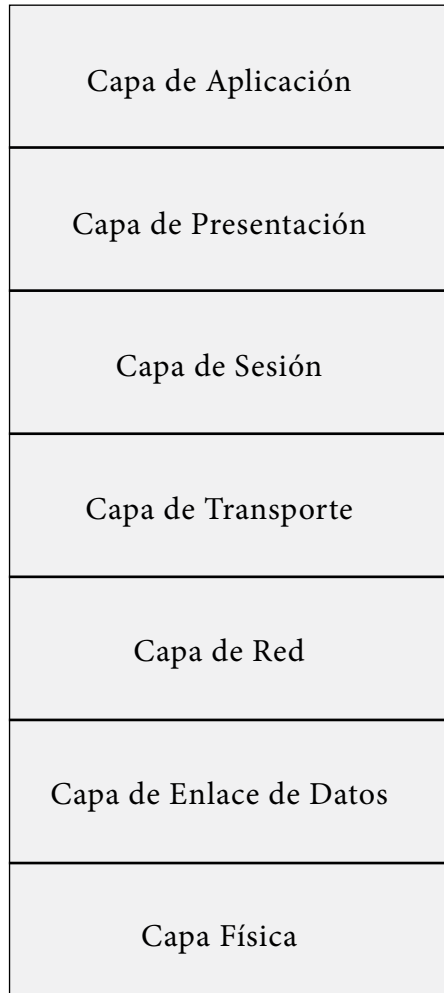 Capa de Aplicación
Capa de Presentación
Capa de Sesión
Capa de Transporte
Capa de Red
Capa de Enlace de Datos
Capa Física